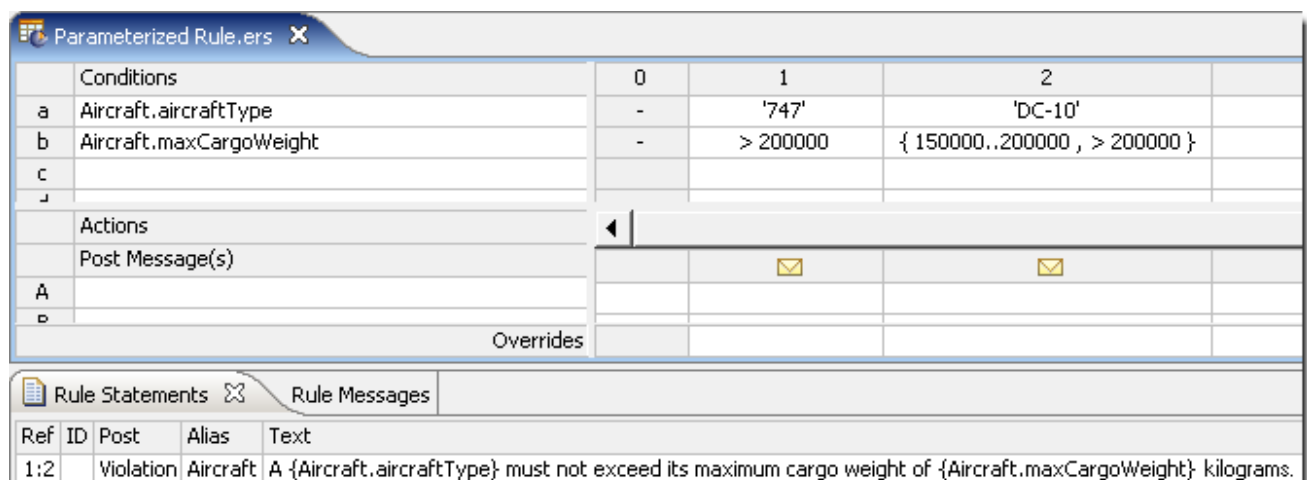 Parameterized Rule.ers
Conditions 0 1 2
a Aircraft.aircraftType - '747' 'DC-10'
b Aircraft.maxCargoWeight - > 200000 { 150000..200000 , > 200000 }
c
Actions
Post Message(s)
A
Overrides
Rule Statements Rule Messages
Ref ID Post Alias Text
1:2 Violation Aircraft A {Aircraft.aircraftType} must not exceed its maximum cargo weight of {Aircraft.maxCargoWeight} kilograms.